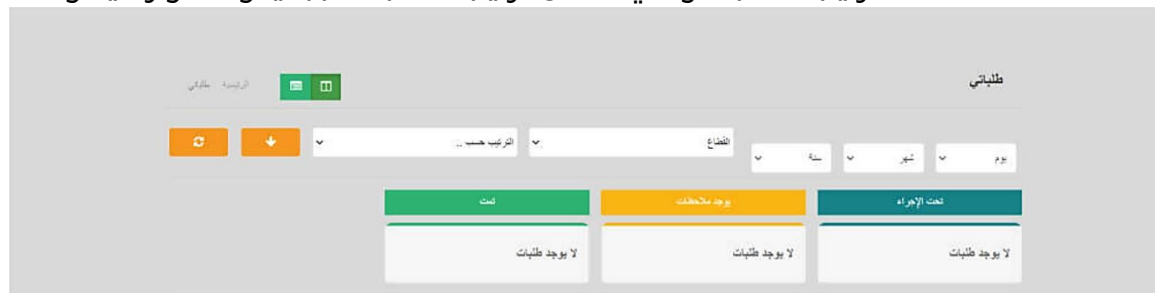 طلباتي
الرئيسية طلباتي
يوم شهر سنة القطاع الترتيب حسب ..
تحت الإجراء يوجد ملاحظات تمت
لا يوجد طلبات لا يوجد طلبات لا يوجد طلبات